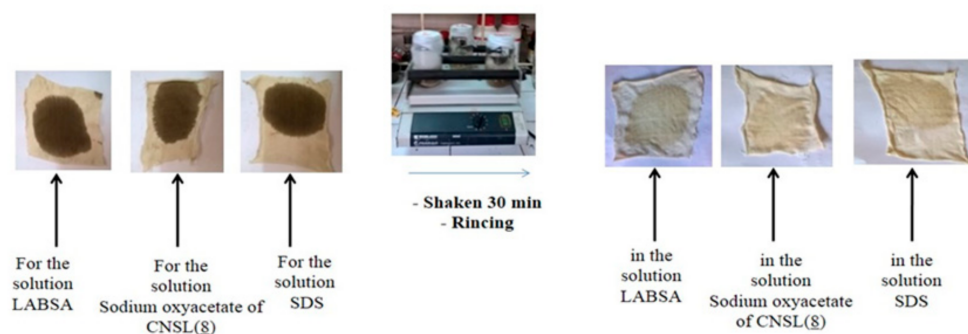 For the
solution
LABSA
For the
solution
Sodium oxyacetate of
CNSL(8)
For the
solution
SDS
- Shaken 30 min
- Rincing
in the
solution
LABSA
in the
solution
Sodium oxyacetate
of CNSL(8)
in the
solution
SDS